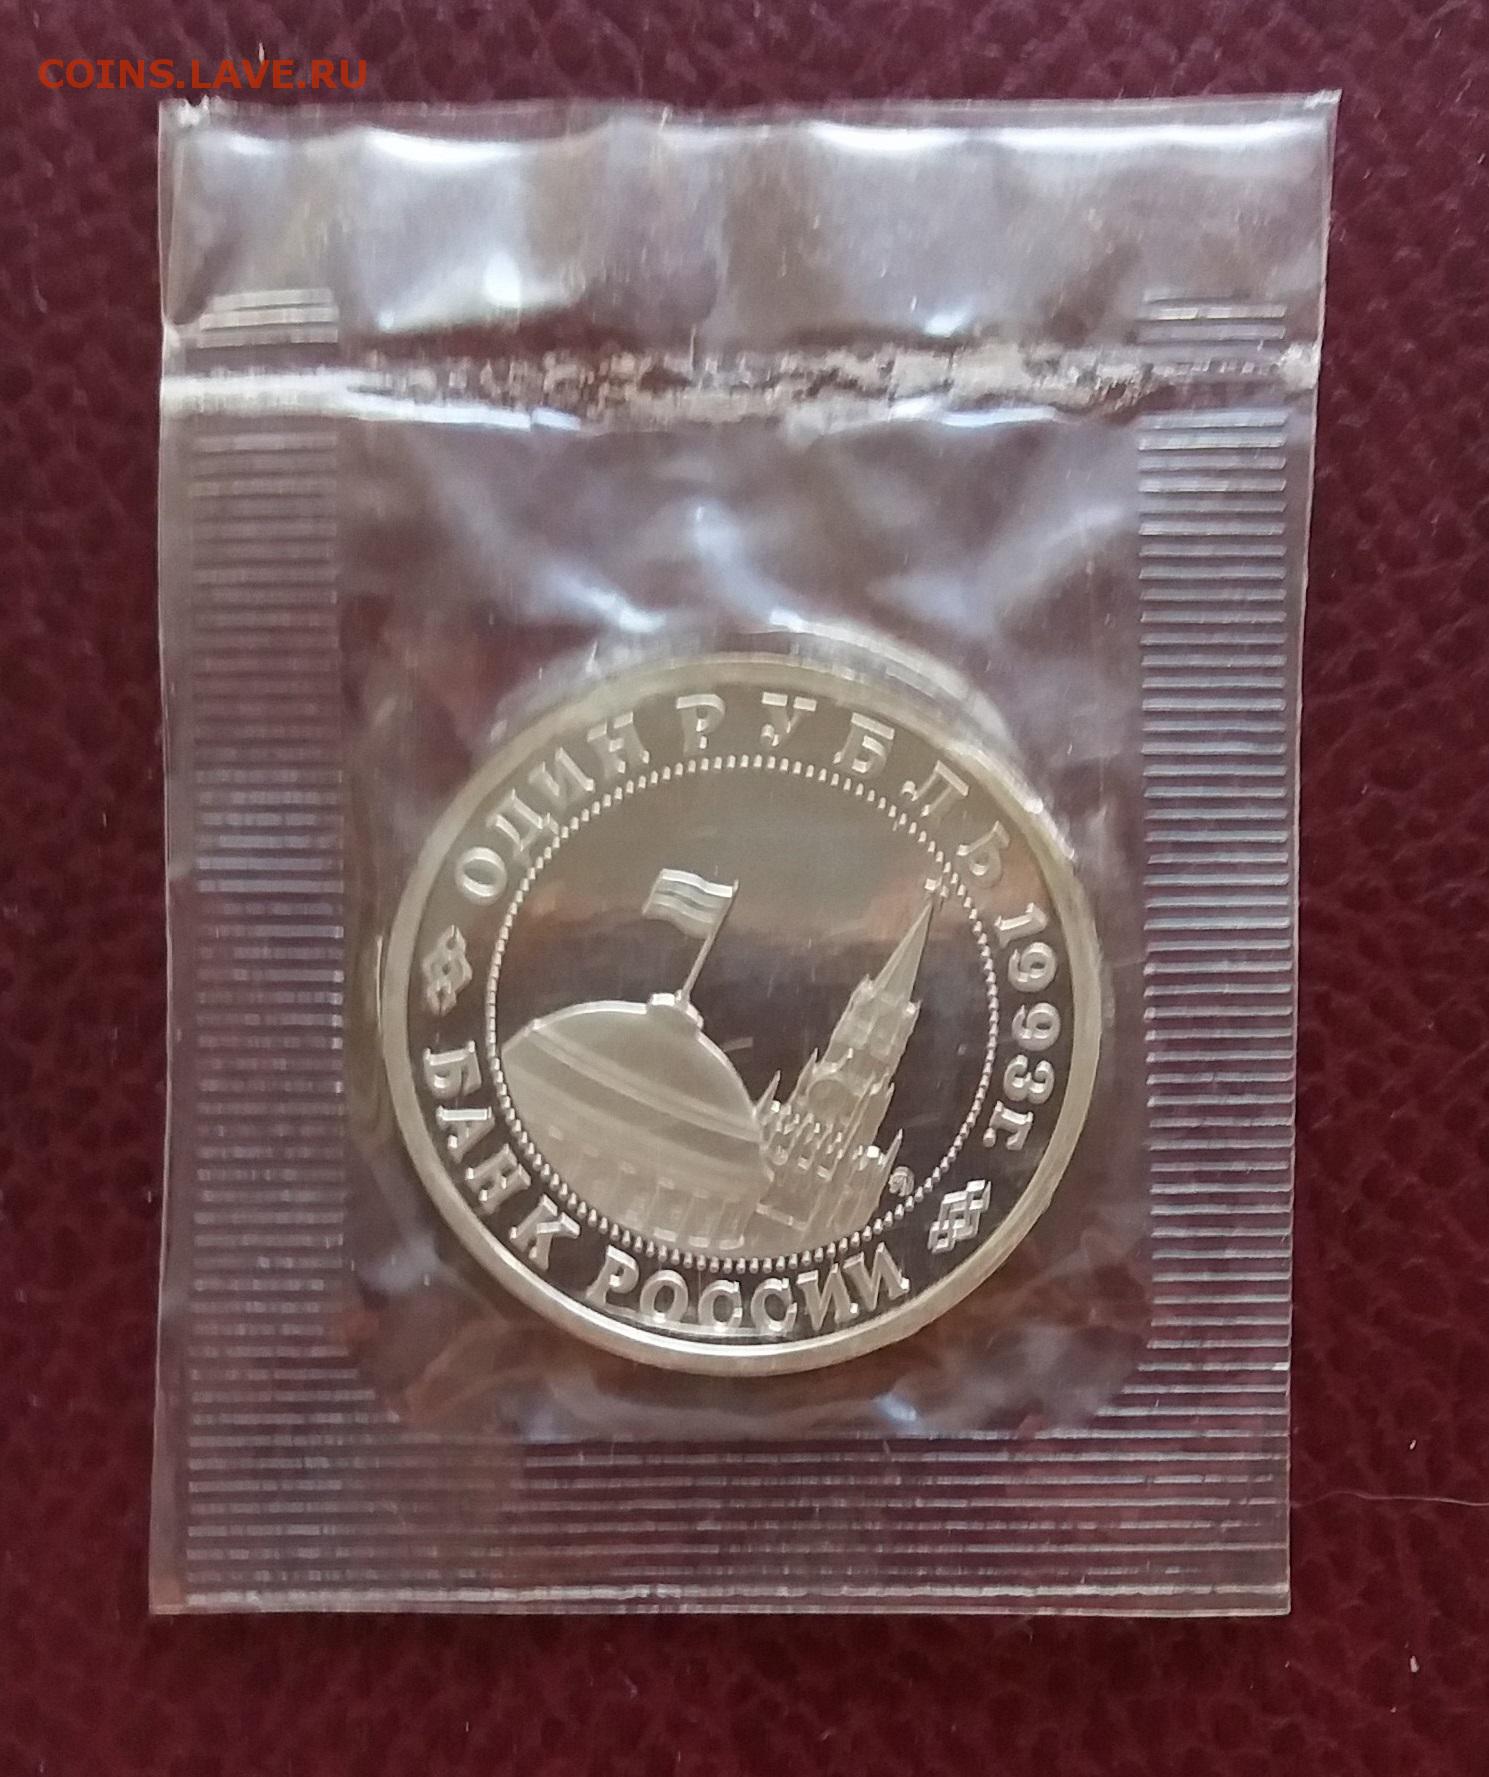 COINS.LAVE.RU
ОДИН РУБЛЬ 1993г.
БАНК РОССИИ